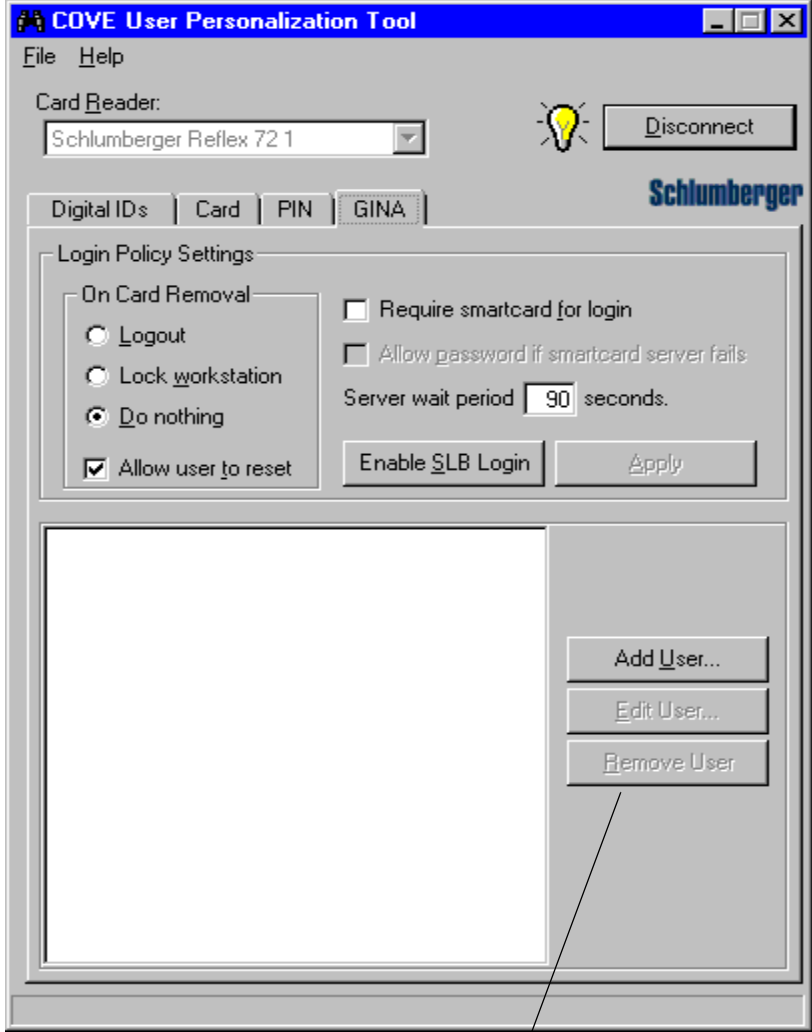 COVE User Personalization Tool
File Help
Card Reader:
Schlumberger Reflex 72 1
Disconnect
Schlumberger
Digital IDs Card PIN GINA
Login Policy Settings
On Card Removal
Logout
Lock workstation
Do nothing
Allow user to reset
Require smartcard for login
Allow password if smartcard server fails
Server wait period 90 seconds.
Enable SLB Login Apply
Add User...
Edit User...
Remove User